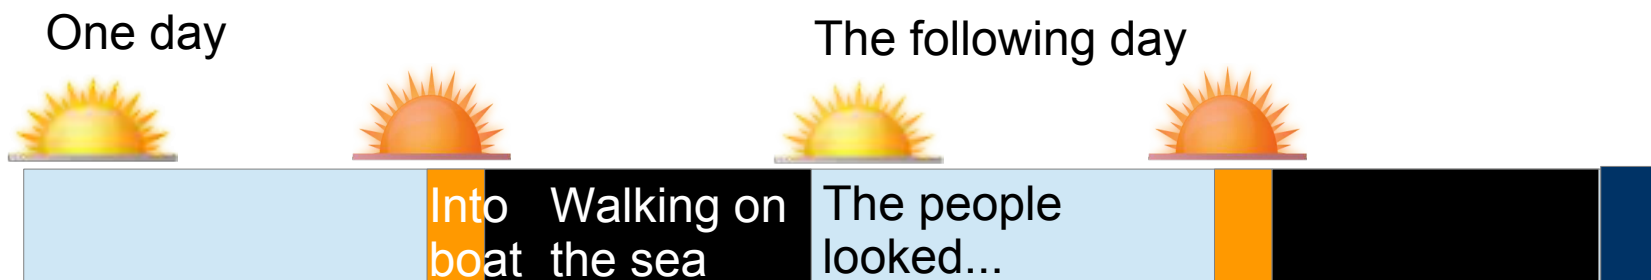 One day
The following day
Into
boat
Walking on
the sea
The people
looked...